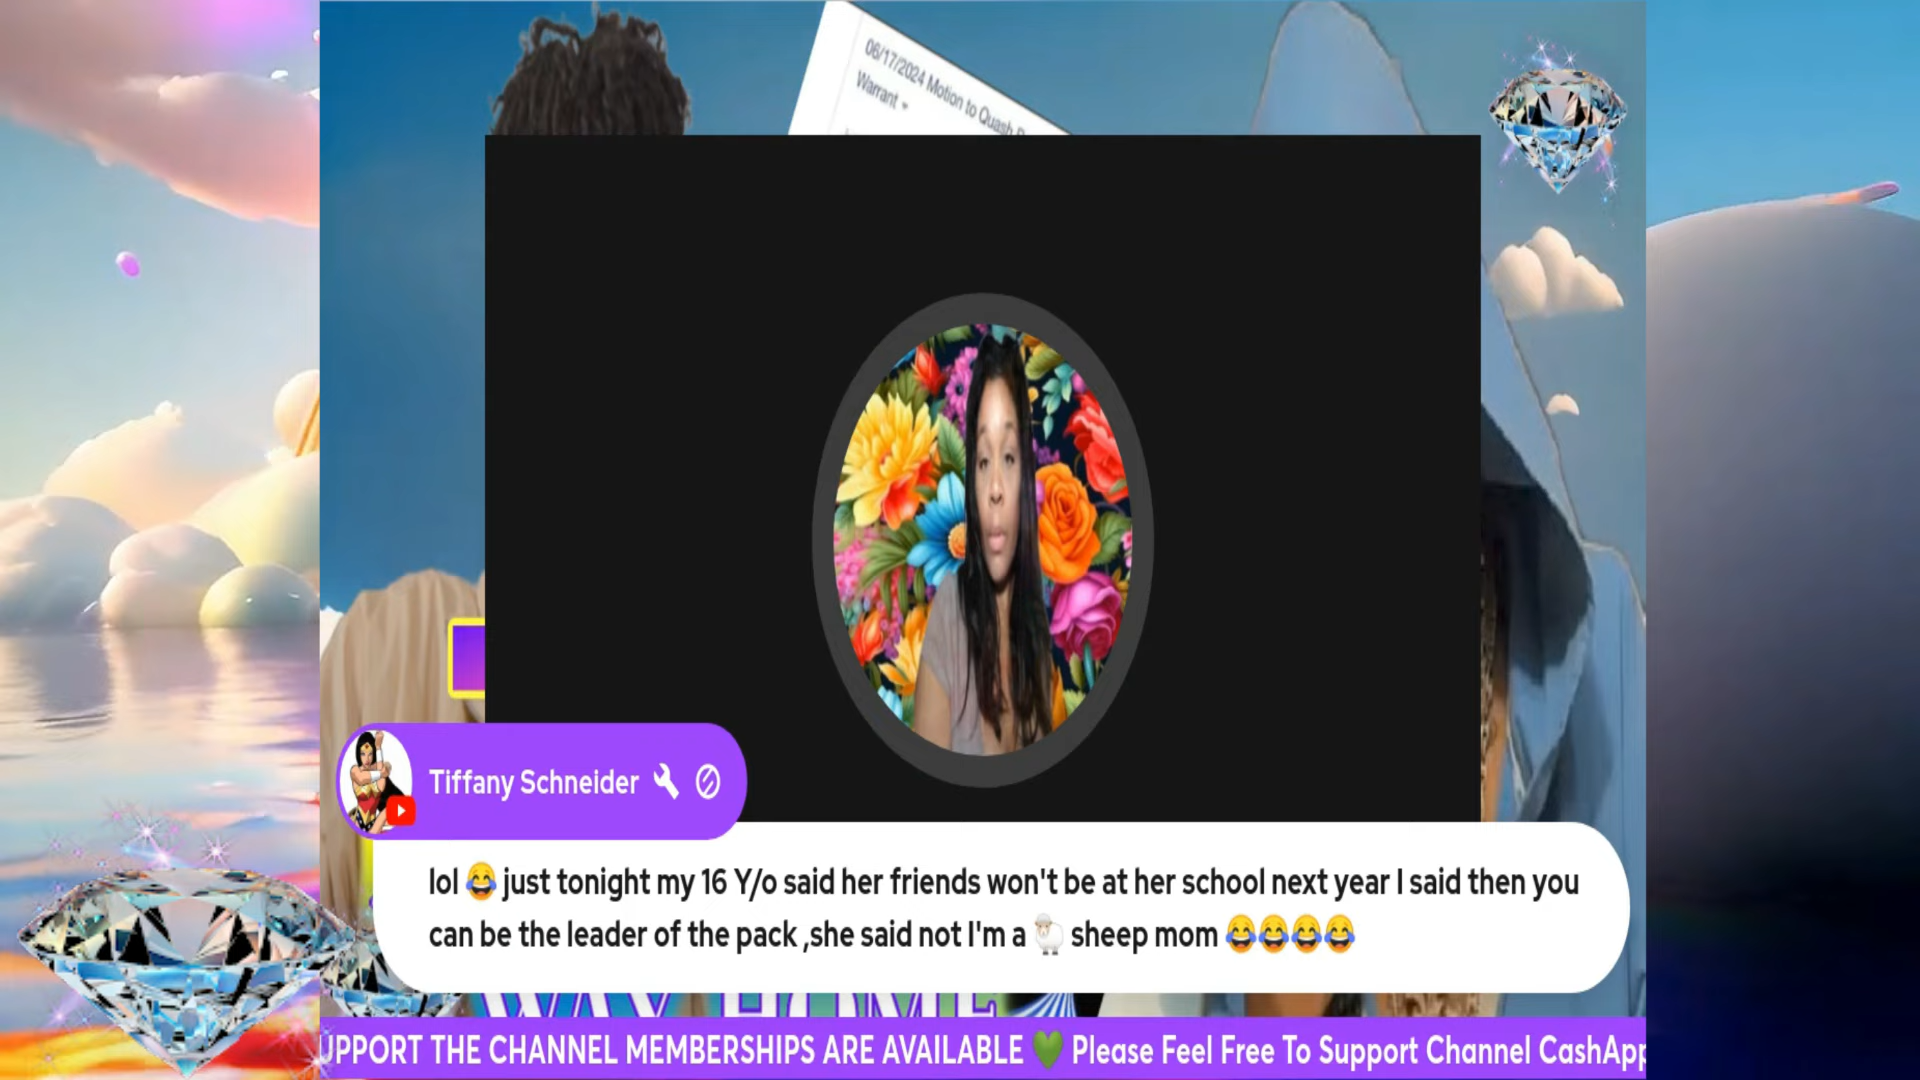 06/17/2024 Motion to Quash
Warrant
Tiffany Schneider
lol 😂 just tonight my 16 Y/o said her friends won't be at her school next year I said then you
can be the leader of the pack ,she said not I'm a 🐑 sheep mom 😂😂😂😂
WAY HOME
UPPORT THE CHANNEL MEMBERSHIPS ARE AVAILABLE 💚 Please Feel Free To Support Channel CashApp